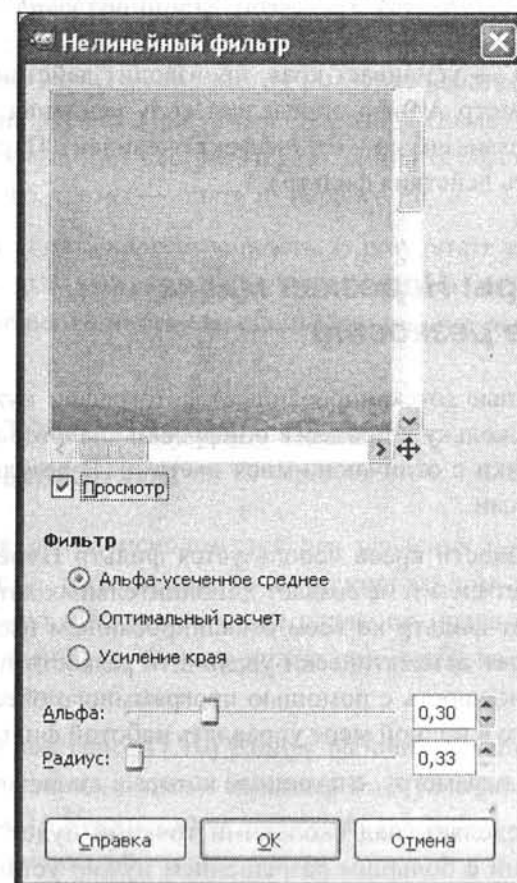 Нелинейный фильтр
Просмотр
Фильтр
Альфа-усеченное среднее
Оптимальный расчет
Усиление края
Альфа: 0,30
Радиус: 0,33
Справка OK Отмена